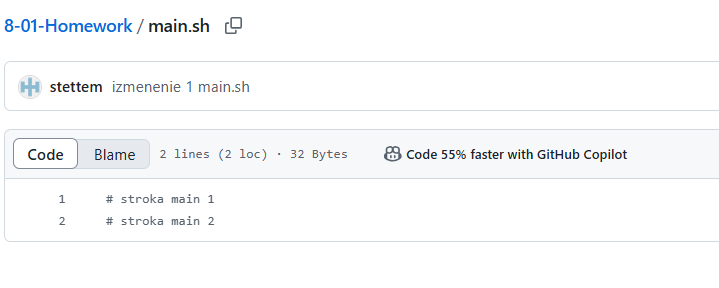 8-01-Homework / main.sh
stettem izmenenie 1 main.sh
Code Blame 2 lines (2 loc) · 32 Bytes Code 55% faster with GitHub Copilot
1 # stroka main 1
2 # stroka main 2